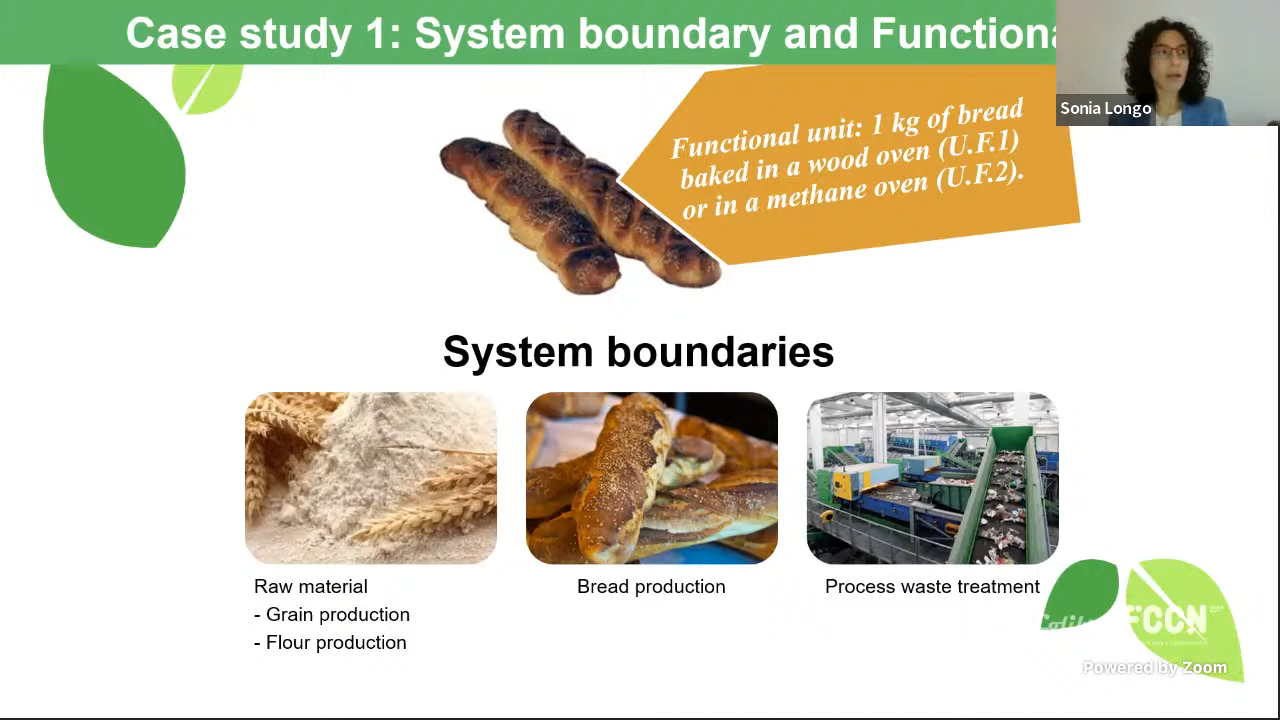 Case study 1: System boundary and Functiona
Sonia Longo
Functional unit: 1 kg of bread
baked in a wood oven (U.F.1)
or in a methane oven (U.F.2).
System boundaries
Raw material
- Grain production
- Flour production
Bread production
Process waste treatment
FCCN
Powered by Zoom